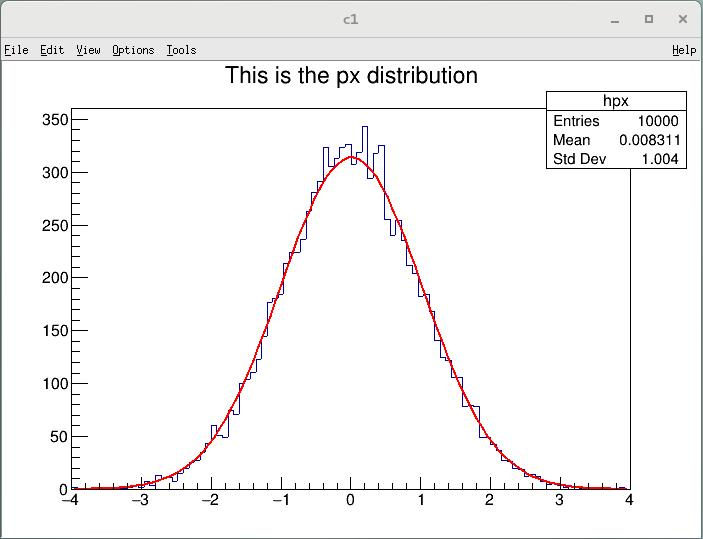 c1
File Edit View Options Tools Help
This is the px distribution
hpx
Entries 10000
Mean 0.008311
Std Dev 1.004
350
300
250
200
150
100
50
0
−4 −3 −2 −1 0 1 2 3 4